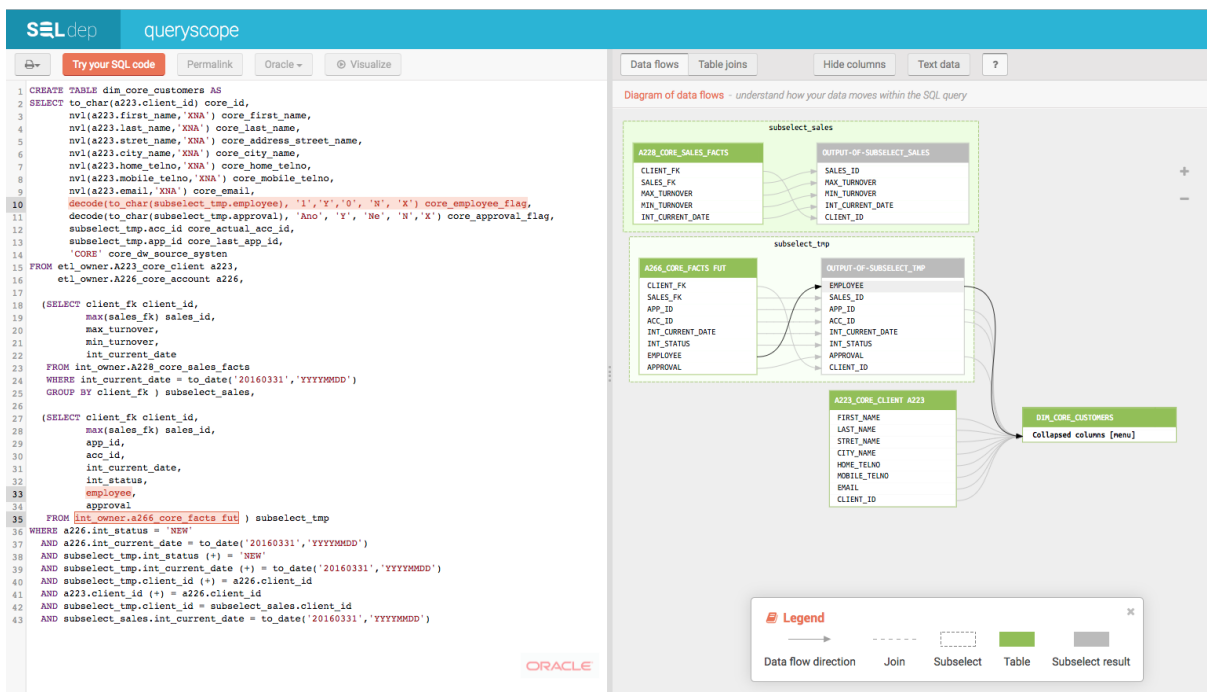 SQLdep queryscope
Try your SQL code Permalink Oracle Visualize
Data flows Table joins Hide columns Text data ?
1 CREATE TABLE dim_core_customers AS
2 SELECT to_char(a223.client_id) core_id,
3 nvl(a223.first_name,'XNA') core_first_name,
4 nvl(a223.last_name,'XNA') core_last_name,
5 nvl(a223.stret_name,'XNA') core_address_street_name,
6 nvl(a223.city_name,'XNA') core_city_name,
7 nvl(a223.home_telno,'XNA') core_home_telno,
8 nvl(a223.mobile_telno,'XNA') core_mobile_telno,
9 nvl(a223.email,'XNA') core_email,
10 decode(to_char(subselect_tmp.employee), '1','Y','0', 'N', 'X') core_employee_flag,
11 decode(to_char(subselect_tmp.approval), 'Ano', 'Y', 'Ne', 'N','X') core_approval_flag,
12 subselect_tmp.acc_id core_actual_acc_id,
13 subselect_tmp.app_id core_last_app_id,
14 'CORE' core_dw_source_systen
15 FROM etl_owner.A223_core_client a223,
16 etl_owner.A226_core_account a226,
17
18 (SELECT client_fk client_id,
19 max(sales_fk) sales_id,
20 max_turnover,
21 min_turnover,
22 int_current_date
23 FROM int_owner.A228_core_sales_facts
24 WHERE int_current_date = to_date('20160331','YYYYMMDD')
25 GROUP BY client_fk ) subselect_sales,
26
27 (SELECT client_fk client_id,
28 max(sales_fk) sales_id,
29 app_id,
30 acc_id,
31 int_current_date,
32 int_status,
33 employee,
34 approval
35 FROM int_owner.a266_core_facts fut ) subselect_tmp
36 WHERE a226.int_status = 'NEW'
37 AND a226.int_current_date = to_date('20160331','YYYYMMDD')
38 AND subselect_tmp.int_status (+) = 'NEW'
39 AND subselect_tmp.int_current_date (+) = to_date('20160331','YYYYMMDD')
40 AND subselect_tmp.client_id (+) = a226.client_id
41 AND a223.client_id (+) = a226.client_id
42 AND subselect_tmp.client_id = subselect_sales.client_id
43 AND subselect_sales.int_current_date = to_date('20160331','YYYYMMDD')
ORACLE
Diagram of data flows - understand how your data moves within the SQL query
subselect_sales
A228_CORE_SALES_FACTS
CLIENT_FK
SALES_FK
MAX_TURNOVER
MIN_TURNOVER
INT_CURRENT_DATE
OUTPUT-OF-SUBSELECT_SALES
SALES_ID
MAX_TURNOVER
MIN_TURNOVER
INT_CURRENT_DATE
CLIENT_ID
subselect_tmp
A266_CORE_FACTS FUT
CLIENT_FK
SALES_FK
APP_ID
ACC_ID
INT_CURRENT_DATE
INT_STATUS
EMPLOYEE
APPROVAL
OUTPUT-OF-SUBSELECT_TMP
EMPLOYEE
SALES_ID
APP_ID
ACC_ID
INT_CURRENT_DATE
INT_STATUS
APPROVAL
CLIENT_ID
A223_CORE_CLIENT A223
FIRST_NAME
LAST_NAME
STRET_NAME
CITY_NAME
HOME_TELNO
MOBILE_TELNO
EMAIL
CLIENT_ID
DIM_CORE_CUSTOMERS
Collapsed columns [menu]
Legend
Data flow direction Join Subselect Table Subselect result